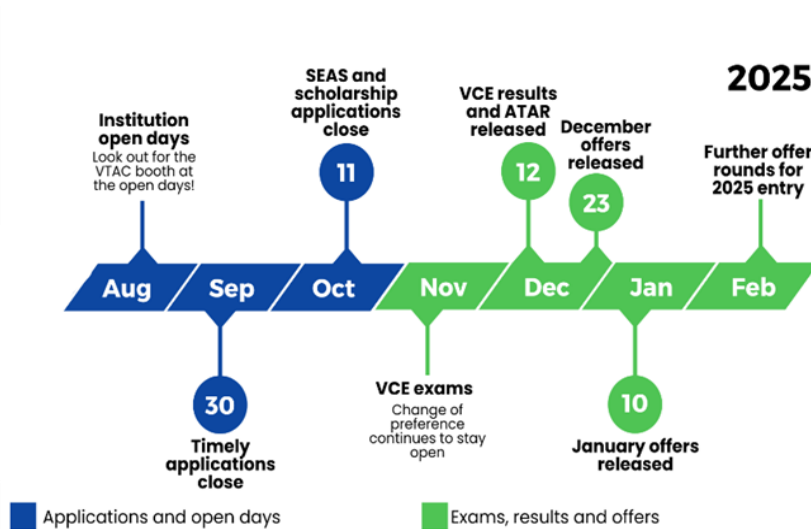 2025
Institution
open days
Look out for the
VTAC booth at
the open days!
SEAS and
scholarship
applications
close
11
VCE results
and ATAR
released
12
December
offers
released
23
Further offer
rounds for
2025 entry
Aug
Sep
Oct
Nov
Dec
Jan
Feb
30
Timely
applications
close
VCE exams
Change of
preference
continues to stay
open
10
January offers
released
Applications and open days
Exams, results and offers